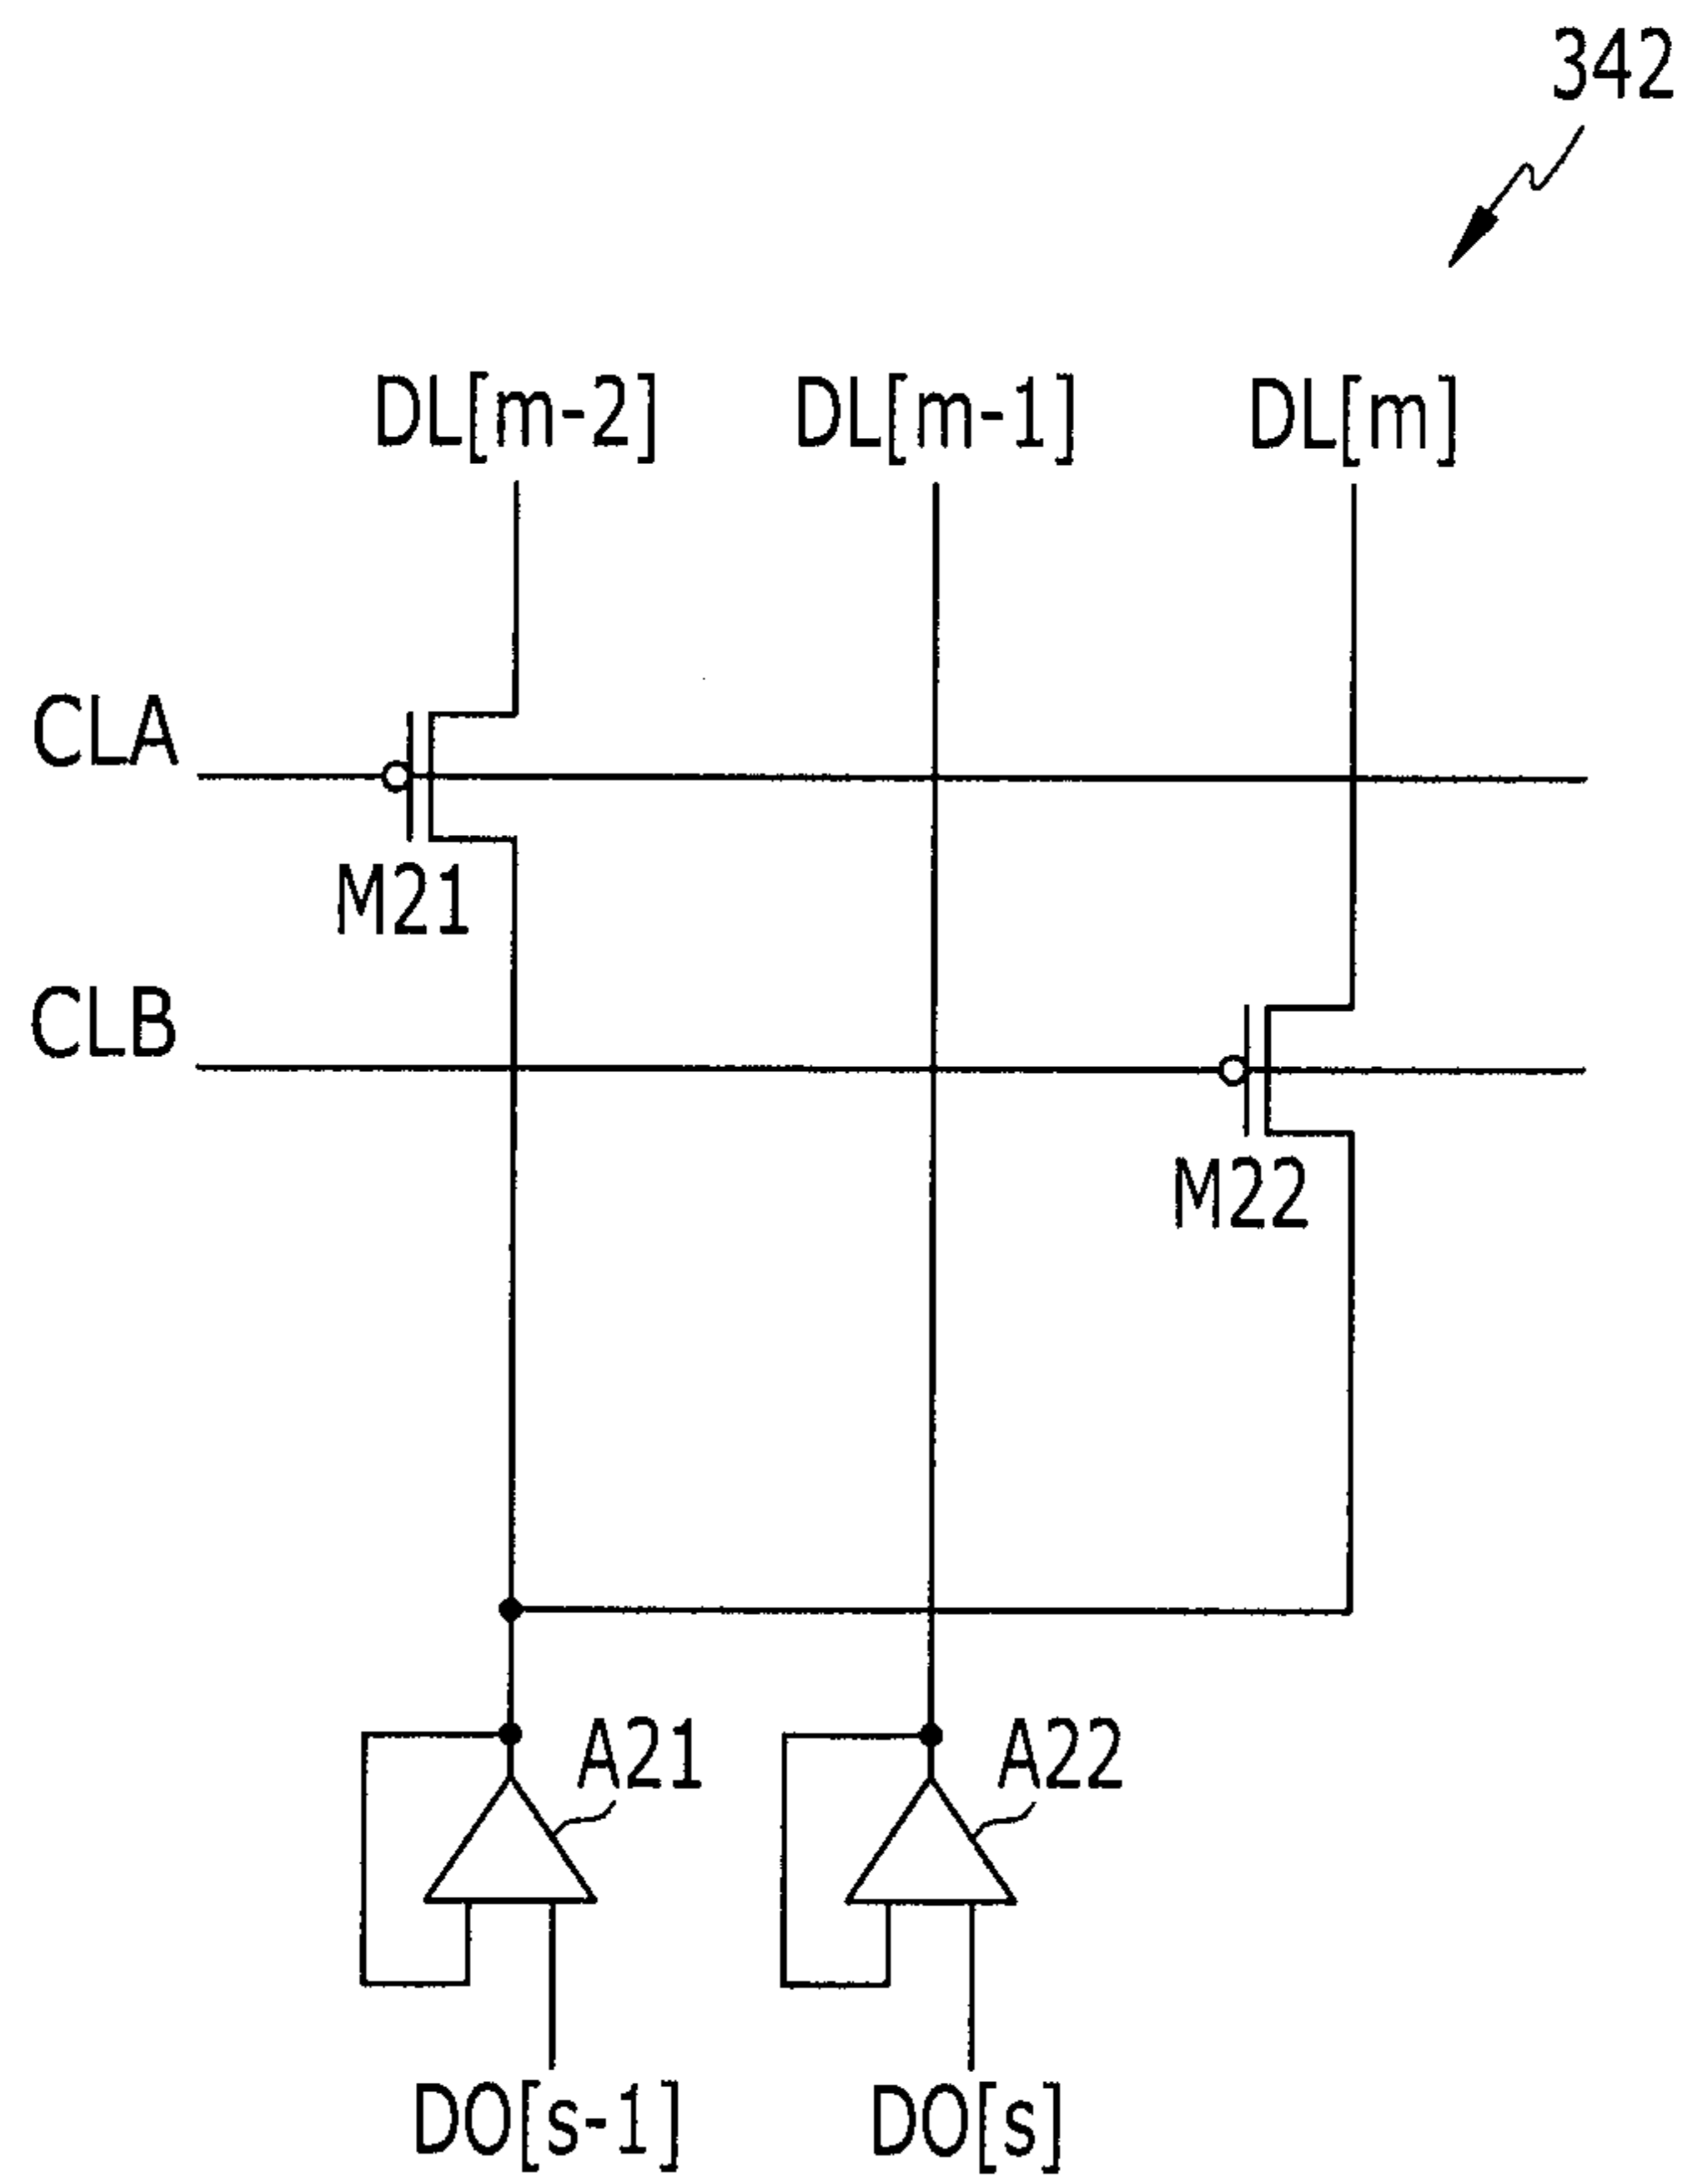 342
DL[m-2] DL[m-1] DL[m]
CLA
M21
CLB
M22
A21 A22
DO[s-1] DO[s]